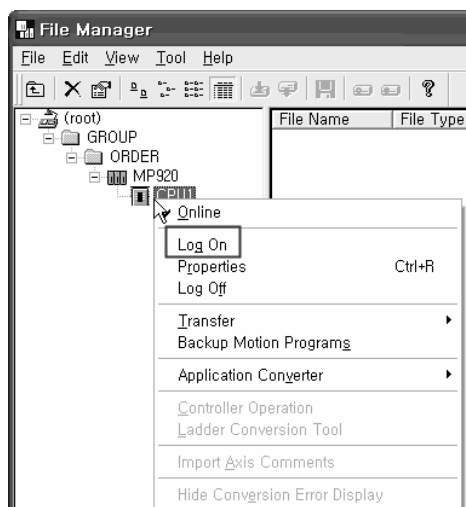 File Manager
File Edit View Tool Help
(root)
GROUP
ORDER
MP920
CPU1
File Name File Type
Online
Log On
Properties Ctrl+R
Log Off
Transfer
Backup Motion Programs
Application Converter
Controller Operation
Ladder Conversion Tool
Import Axis Comments
Hide Conversion Error Display